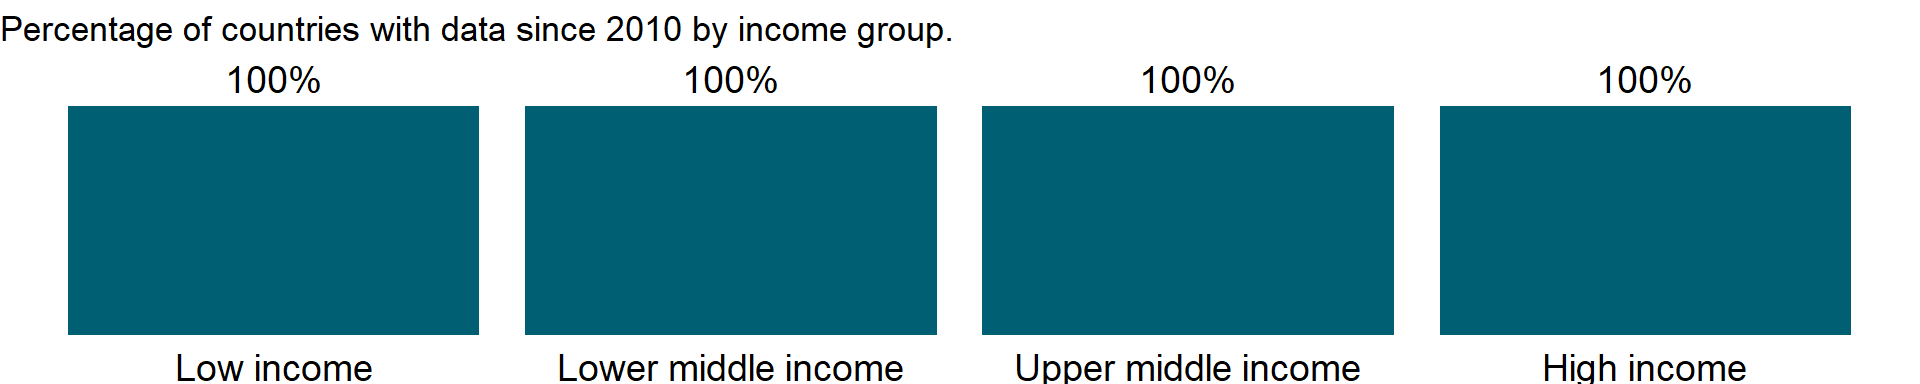 Percentage of countries with data since 2010 by income group.
100% 100% 100% 100%
Low income Lower middle income Upper middle income High income